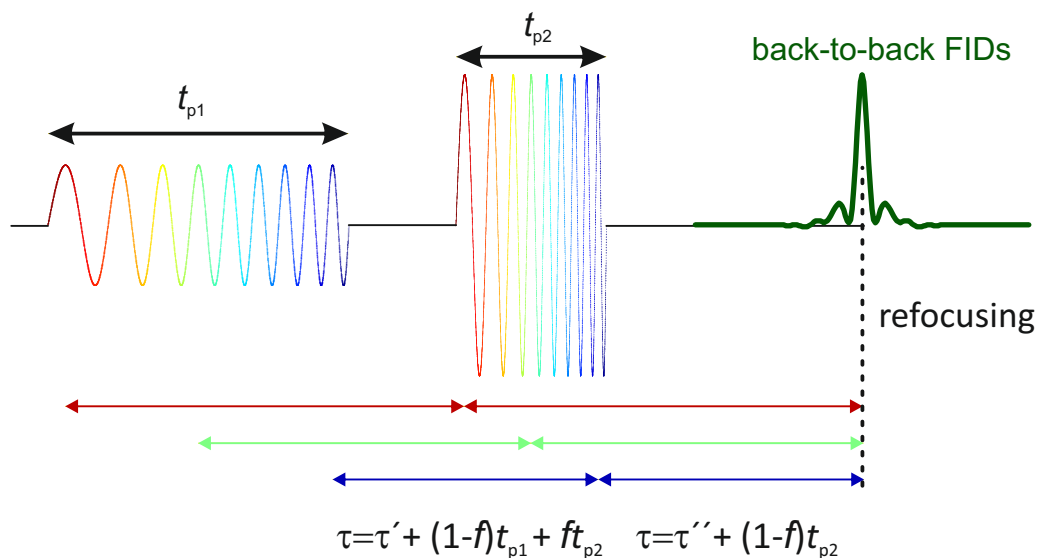 t_p2
back-to-back FIDs
t_p1
refocusing
τ=τ´+ (1-f)t_p1 + ft_p2
τ=τ´´+ (1-f)t_p2